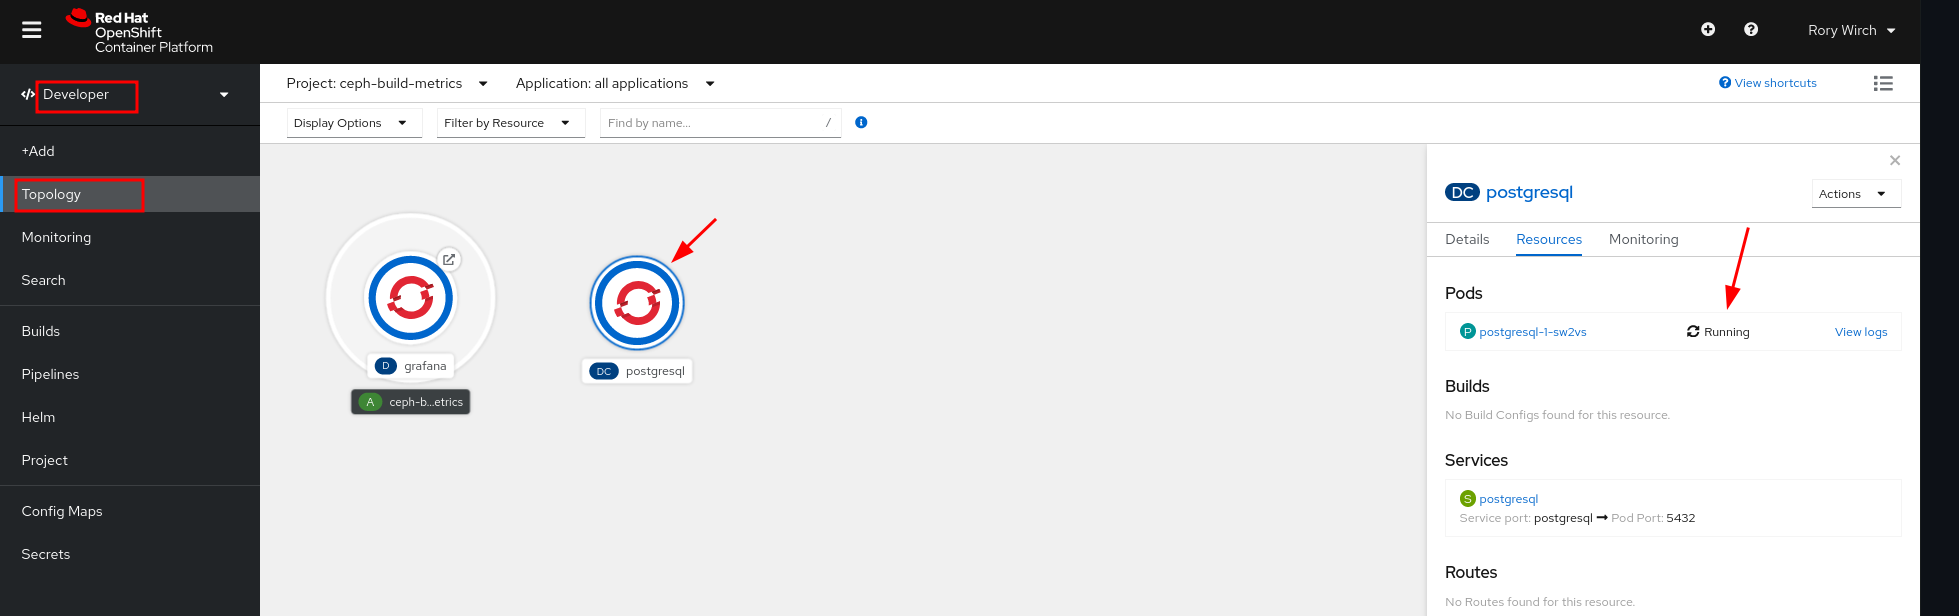 Red Hat
OpenShift
Container Platform
Rory Wirch
Developer
+Add
Topology
Monitoring
Search
Builds
Pipelines
Helm
Project
Config Maps
Secrets
Project: ceph-build-metrics
Application: all applications
View shortcuts
Display Options
Filter by Resource
Find by name...
/
D grafana
A ceph-b...etrics
DC postgresql
DC postgresql
Actions
Details Resources Monitoring
Pods
P postgresql-1-sw2vs Running View logs
Builds
No Build Configs found for this resource.
Services
S postgresql
Service port: postgresql → Pod Port: 5432
Routes
No Routes found for this resource.